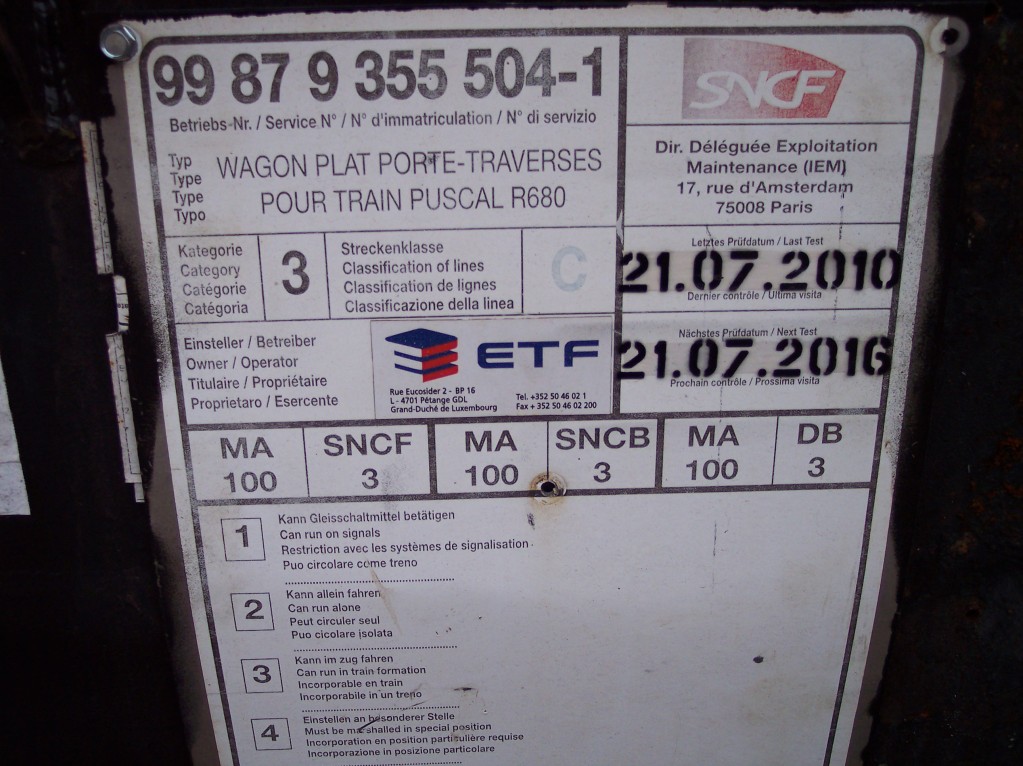 99 87 9 355 504-1
Betriebs-Nr. / Service N° / N° d'immatriculation / N° di servizio
SNCF
Dir. Déléguée Exploitation
Maintenance (IEM)
17, rue d'Amsterdam
75008 Paris
Typ
Type
Type
Typo
WAGON PLAT PORTE-TRAVERSES
POUR TRAIN PUSCAL R680
Kategorie
Category
Catégorie
Catégoria
3
Streckenklasse
Classification of lines
Classification de lignes
Classificazione della linea
C
Letztes Prüfdatum / Last Test
21.07.2010
Dernier contrôle / Ultima visita
Einsteller / Betreiber
Owner / Operator
Titulaire / Propriétaire
Proprietaro / Esercente
ETF
Rue Eucosider 2 - BP 16
L - 4701 Pétange GDL
Grand-Duché de Luxembourg
Tel. +352 50 46 02 1
Fax + 352 50 46 02 200
Nächstes Prüfdatum / Next Test
21.07.2016
Prochain contrôle / Prossima visita
MA SNCF MA SNCB MA DB
100 3 100 3 100 3
1
Kann Gleisschaltmittel betätigen
Can run on signals
Restriction avec les systèmes de signalisation
Puo circolare come treno
2
Kann allein fahren
Can run alone
Peut circuler seul
Puo cicolare isolata
3
Kann im zug fahren
Can run in train formation
Incorporable en train
Incorporabile in un treno
4
Einstellen an besonderer Stelle
Must be marshalled in special position
Incorporation en position particulière requise
Incorporazione in posizione particolare